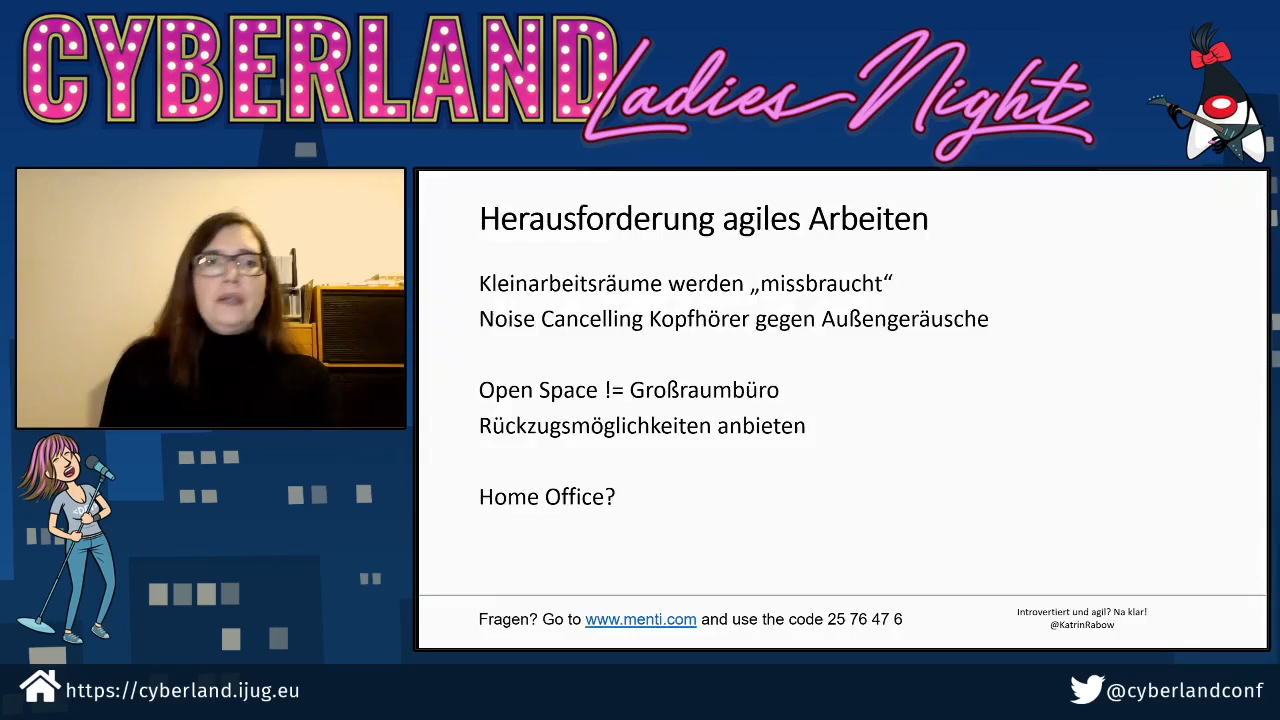 CYBERLAND Ladies Night
Herausforderung agiles Arbeiten
Kleinarbeitsräume werden „missbraucht“
Noise Cancelling Kopfhörer gegen Außengeräusche
Open Space != Großraumbüro
Rückzugsmöglichkeiten anbieten
Home Office?
Fragen? Go to www.menti.com and use the code 25 76 47 6
Introvertiert und agil? Na klar!
@KatrinRabow
https://cyberland.ijug.eu
@cyberlandconf